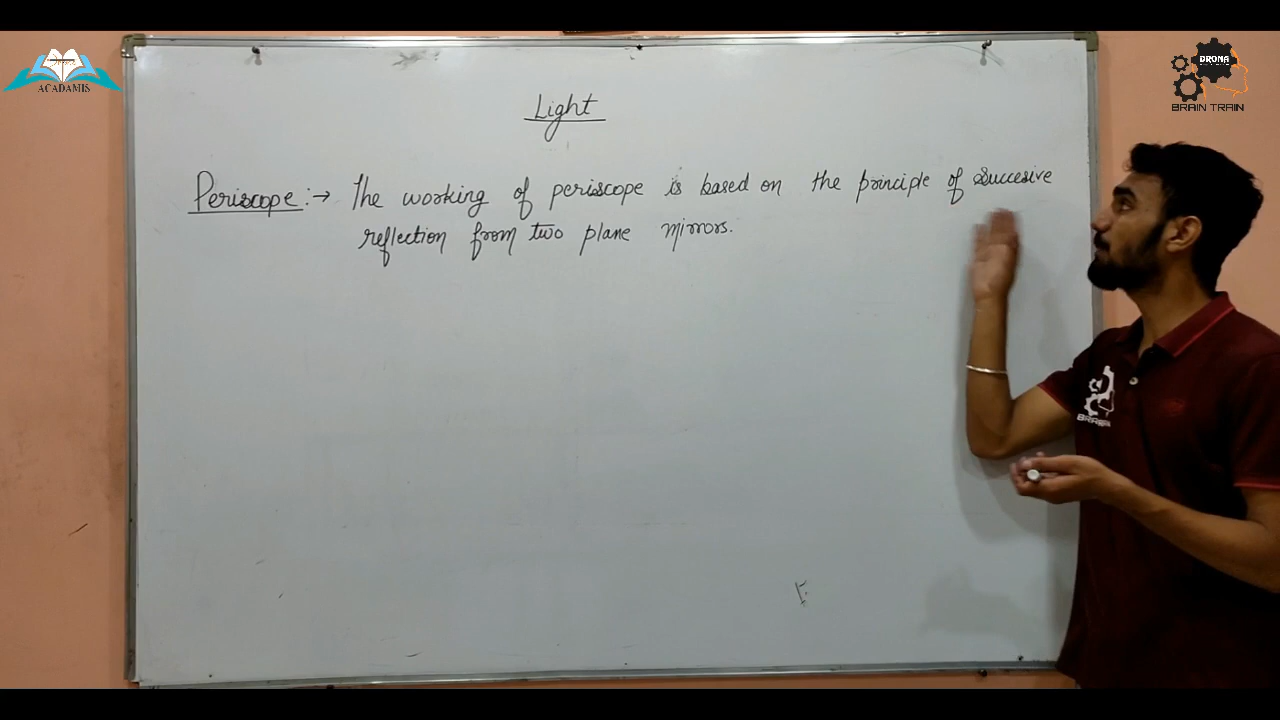 ACADAMIS
DRONA
BRAIN TRAIN
Light
Periscope :→ The working of periscope is based on the principle of succesive
reflection from two plane mirrors.